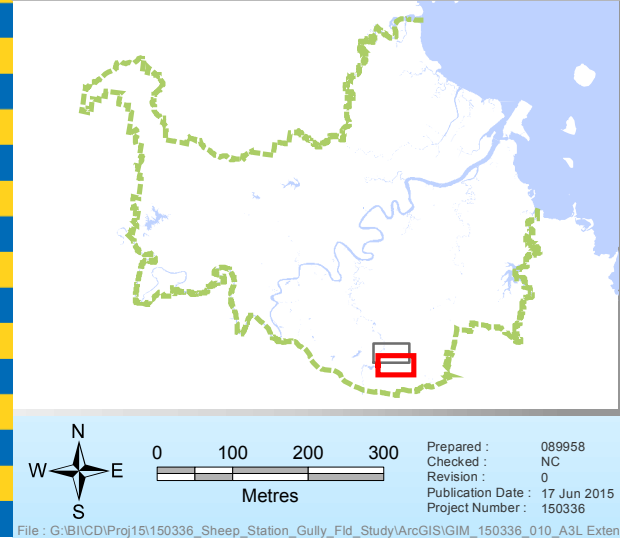 N
W E
S
0 100 200 300
Metres
Prepared : 089958
Checked : NC
Revision : 0
Publication Date : 17 Jun 2015
Project Number : 150336
File : G:\BI\CD\Proj15\150336_Sheep_Station_Gully_Fld_Study\ArcGIS\GIM_150336_010_A3L Exten